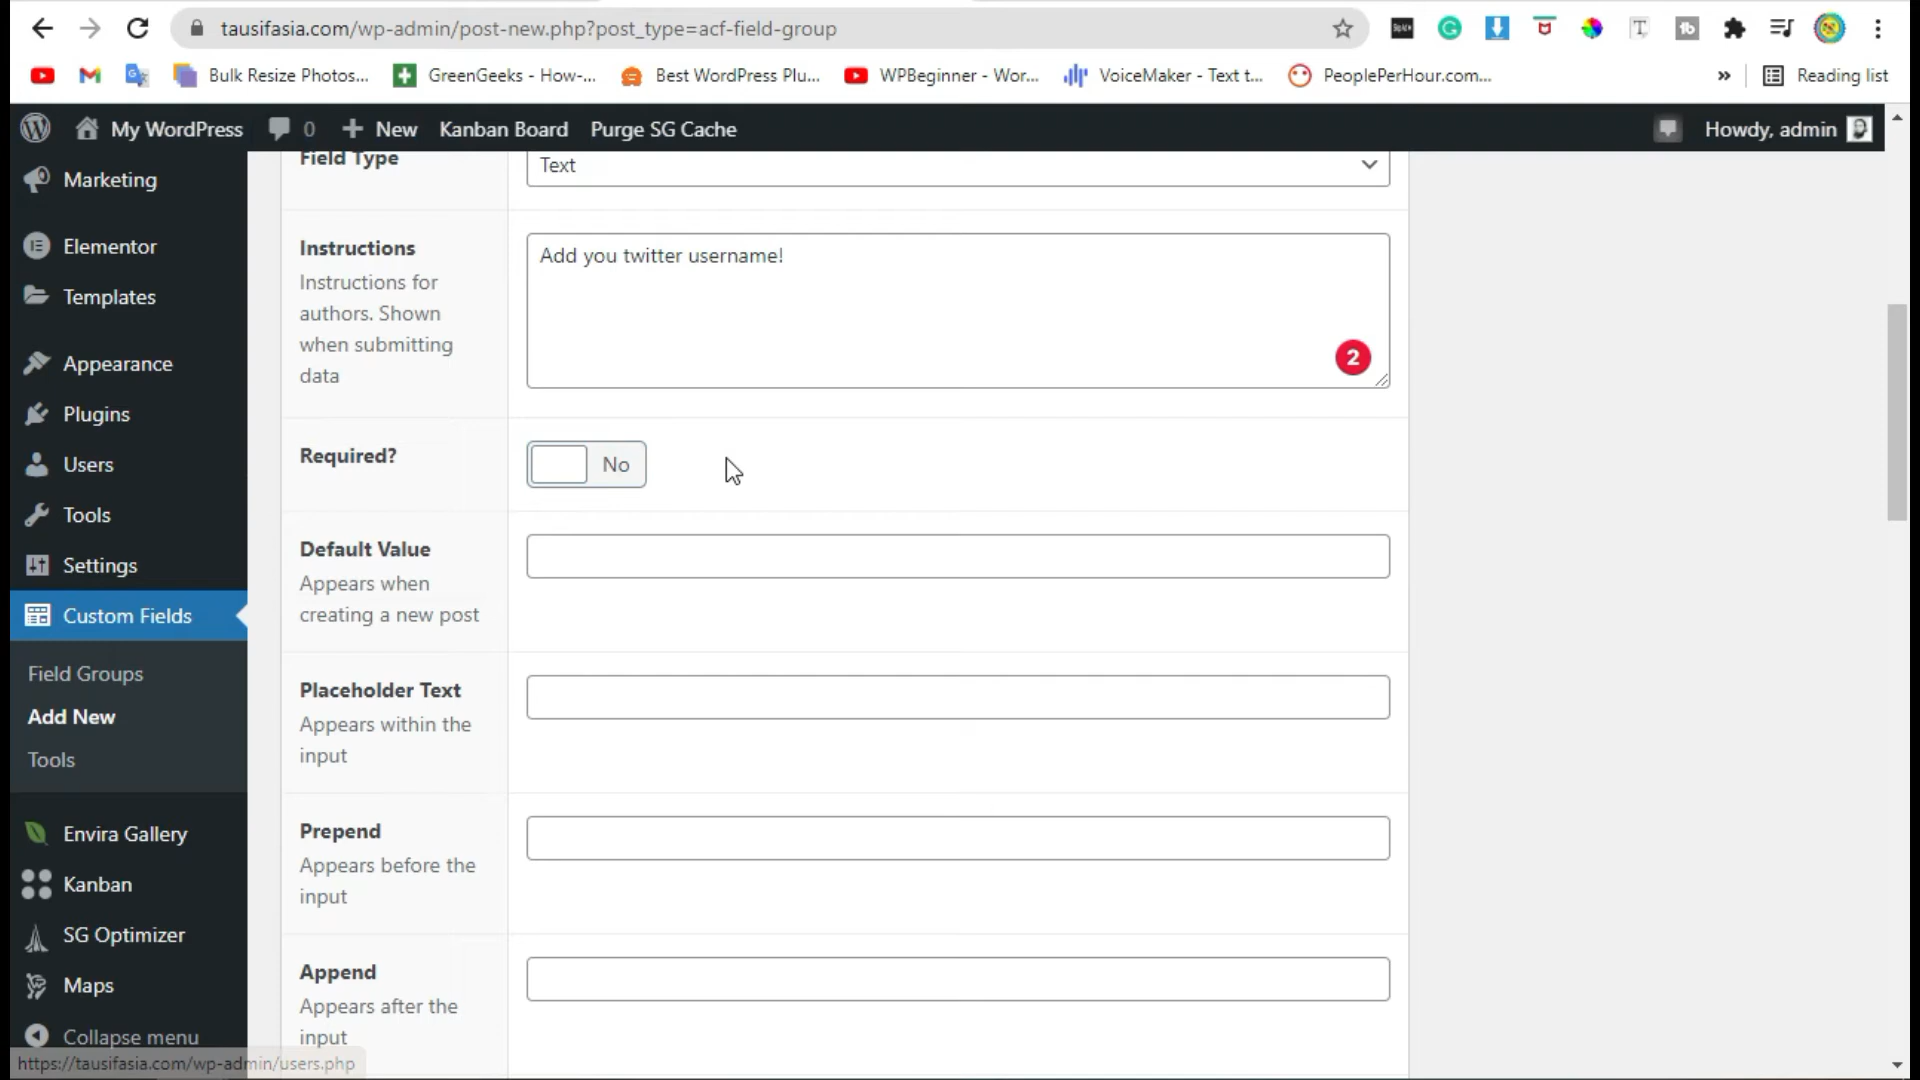 tausifasia.com/wp-admin/post-new.php?post_type=acf-field-group
Bulk Resize Photos... GreenGeeks - How-... Best WordPress Plu... WPBeginner - Wor... VoiceMaker - Text t... PeoplePerHour.com... » Reading list
My WordPress 0 New Kanban Board Purge SG Cache Howdy, admin
Marketing
Elementor
Templates
Appearance
Plugins
Users
Tools
Settings
Custom Fields
Field Groups
Add New
Tools
Envira Gallery
Kanban
SG Optimizer
Maps
Collapse menu
https://tausifasia.com/wp-admin/users.php
Field Type
Text
Instructions
Instructions for
authors. Shown
when submitting
data
Add you twitter username!
2
Required?
No
Default Value
Appears when
creating a new post
Placeholder Text
Appears within the
input
Prepend
Appears before the
input
Append
Appears after the
input